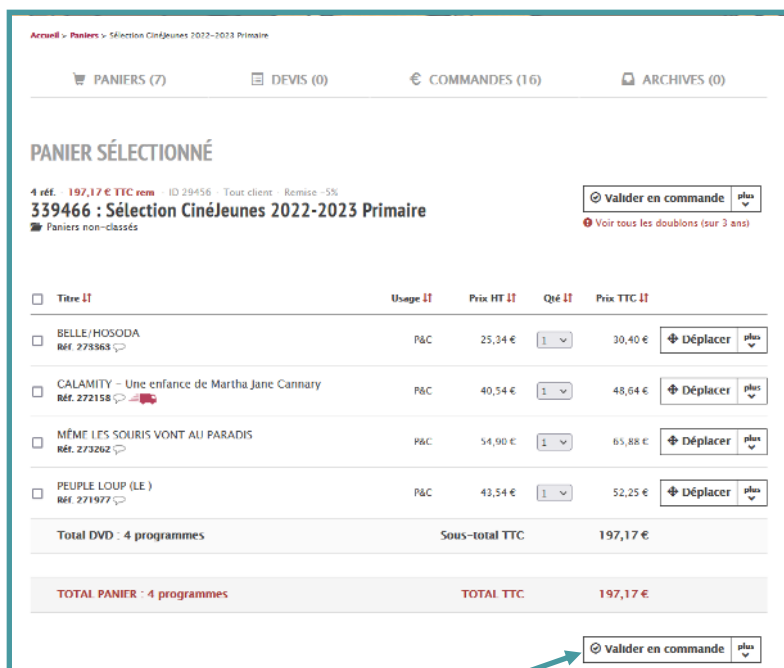 Accueil > Paniers > Sélection CinéJeunes 2022-2023 Primaire
PANIERS (7) DEVIS (0) € COMMANDES (16) ARCHIVES (0)
PANIER SÉLECTIONNÉ
4 réf. - 197,17 € TTC rem - ID 29456 - Tout client - Remise -5%
339466 : Sélection CinéJeunes 2022-2023 Primaire
Paniers non-classés
Valider en commande plus
Voir tous les doublons (sur 3 ans)
Titre Usage Prix HT Qté Prix TTC
BELLE/HOSODA P&C 25,34 € 1 30,40 € Déplacer plus
Réf. 273363
CALAMITY - Une enfance de Martha Jane Cannary P&C 40,54 € 1 48,64 € Déplacer plus
Réf. 272158
MÊME LES SOURIS VONT AU PARADIS P&C 54,90 € 1 65,88 € Déplacer plus
Réf. 273262
PEUPLE LOUP (LE ) P&C 43,54 € 1 52,25 € Déplacer plus
Réf. 271977
Total DVD : 4 programmes Sous-total TTC 197,17 €
TOTAL PANIER : 4 programmes TOTAL TTC 197,17 €
Valider en commande plus